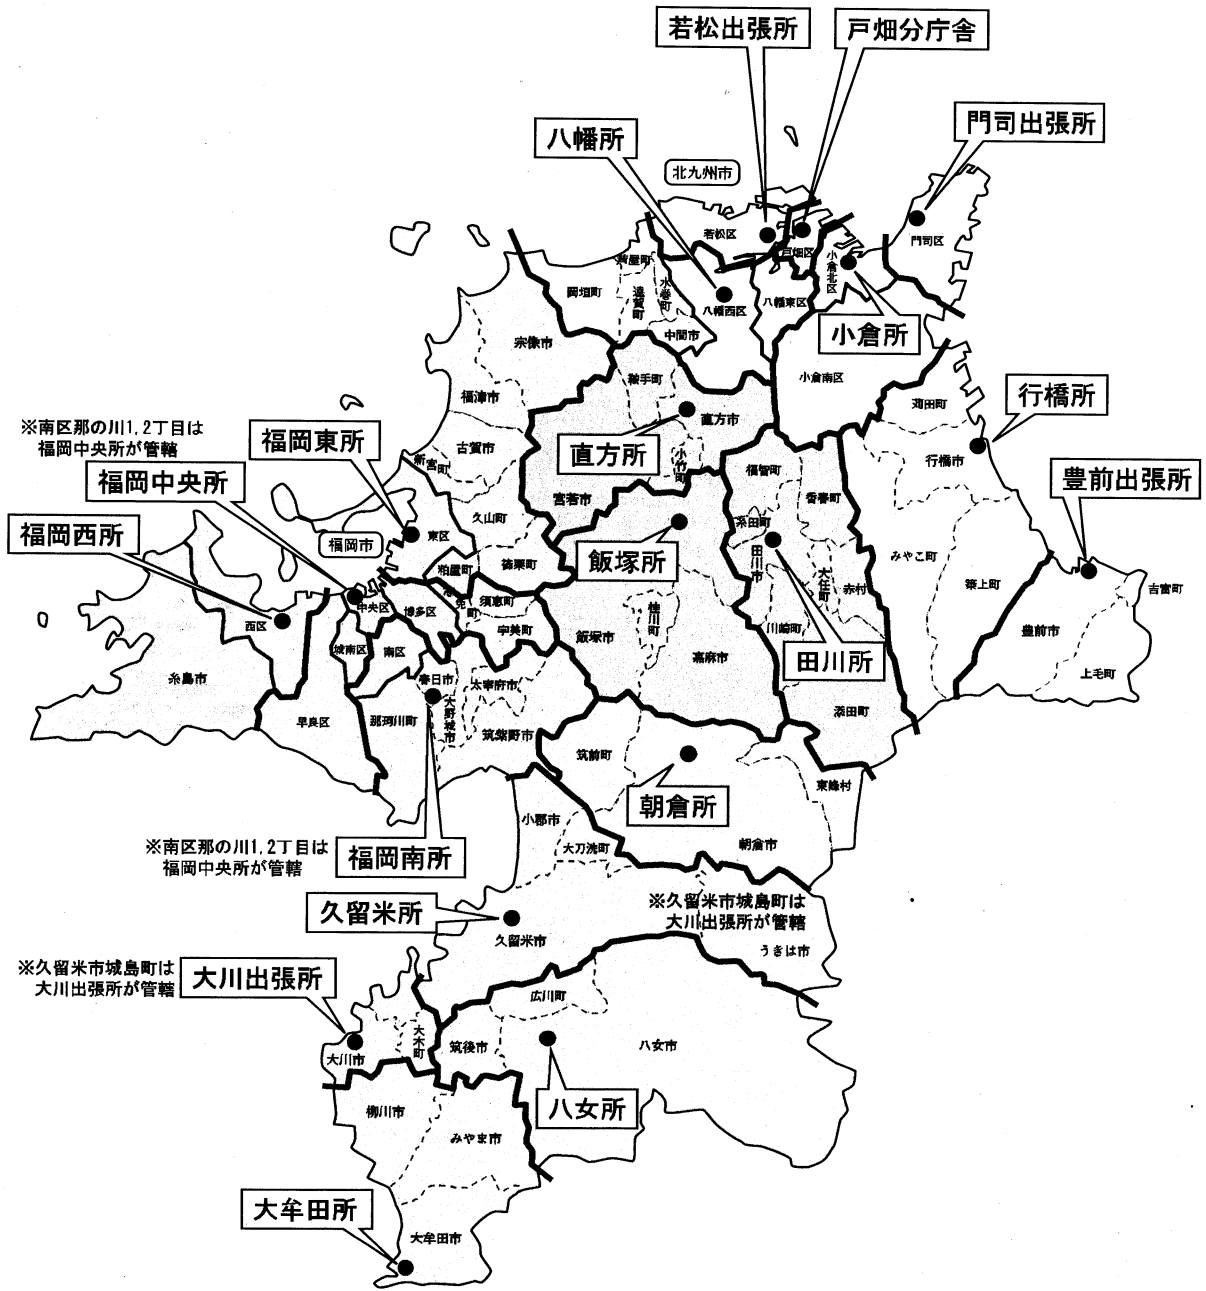 若松出張所
戸畑分庁舎
門司出張所
八幡所
北九州市
若松区
戸畑区
門司区
小倉北区
芦屋町
水巻町
岡垣町
遠賀町
八幡西区
八幡東区
中間市
小倉所
宗像市
小倉南区
鞍手町
行橋所
苅田町
福津市
直方市
※南区那の川1,2丁目は
福岡中央所が管轄
福岡東所
古賀市
直方所
小竹町
行橋市
新宮町
福智町
福岡中央所
豊前出張所
宮若市
香春町
久山町
福岡西所
東区
福岡市
糸田町
飯塚所
田川市
みやこ町
篠栗町
粕屋町
大任町
赤村
築上町
吉富町
志免町
須恵町
中央区
博多区
宇美町
桂川町
飯塚市
川崎町
豊前市
西区
城南区
南区
嘉麻市
田川所
上毛町
糸島市
春日市
太宰府市
大野城市
添田町
早良区
那珂川町
筑紫野市
筑前町
東峰村
朝倉所
小郡市
※南区那の川1,2丁目は
福岡中央所が管轄
福岡南所
大刀洗町
朝倉市
久留米所
※久留米市城島町は
大川出張所が管轄
久留米市
うきは市
※久留米市城島町は
大川出張所が管轄
大川出張所
広川町
大木町
大川市
筑後市
八女市
柳川市
八女所
みやま市
大牟田所
大牟田市